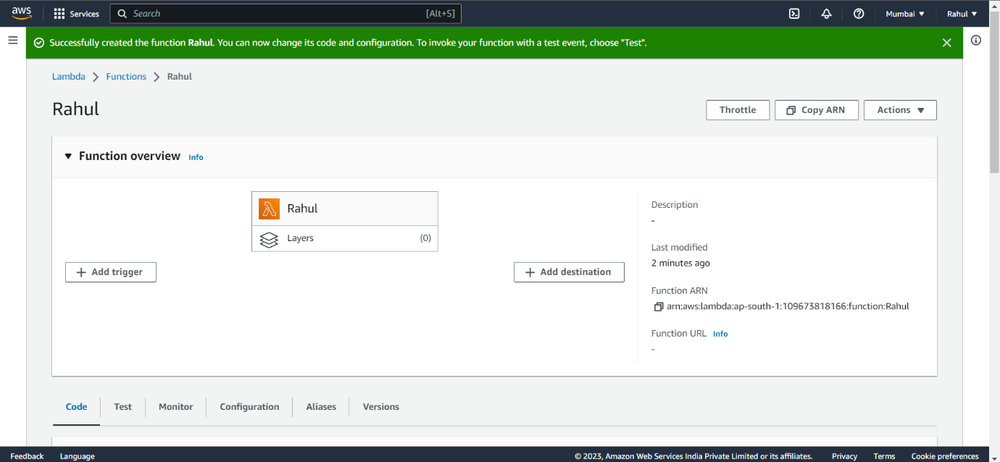 aws Services Search [Alt+S] Mumbai ▼ Rahul ▼
Successfully created the function Rahul. You can now change its code and configuration. To invoke your function with a test event, choose "Test".
Lambda > Functions > Rahul
Rahul
Throttle Copy ARN Actions ▼
▼ Function overview Info
Rahul
Layers (0)
+ Add trigger
+ Add destination
Description
-
Last modified
2 minutes ago
Function ARN
arn:aws:lambda:ap-south-1:109673818166:function:Rahul
Function URL Info
-
Code Test Monitor Configuration Aliases Versions
Feedback Language © 2023, Amazon Web Services India Private Limited or its affiliates. Privacy Terms Cookie preferences